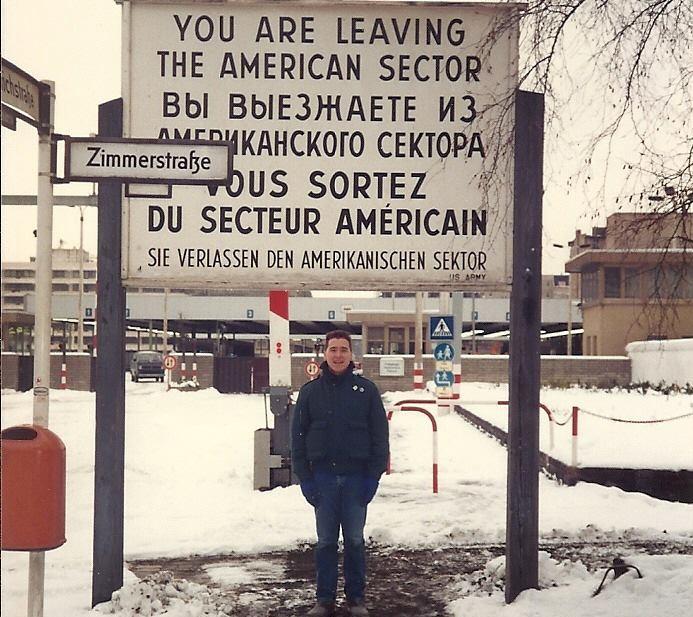 YOU ARE LEAVING
THE AMERICAN SECTOR
ВЫ ВЫЕЗЖАЕТЕ ИЗ
АМЕРИКАНСКОГО СЕКТОРА
VOUS SORTEZ
DU SECTEUR AMÉRICAIN
SIE VERLASSEN DEN AMERIKANISCHEN SEKTOR
US ARMY
Zimmerstraße